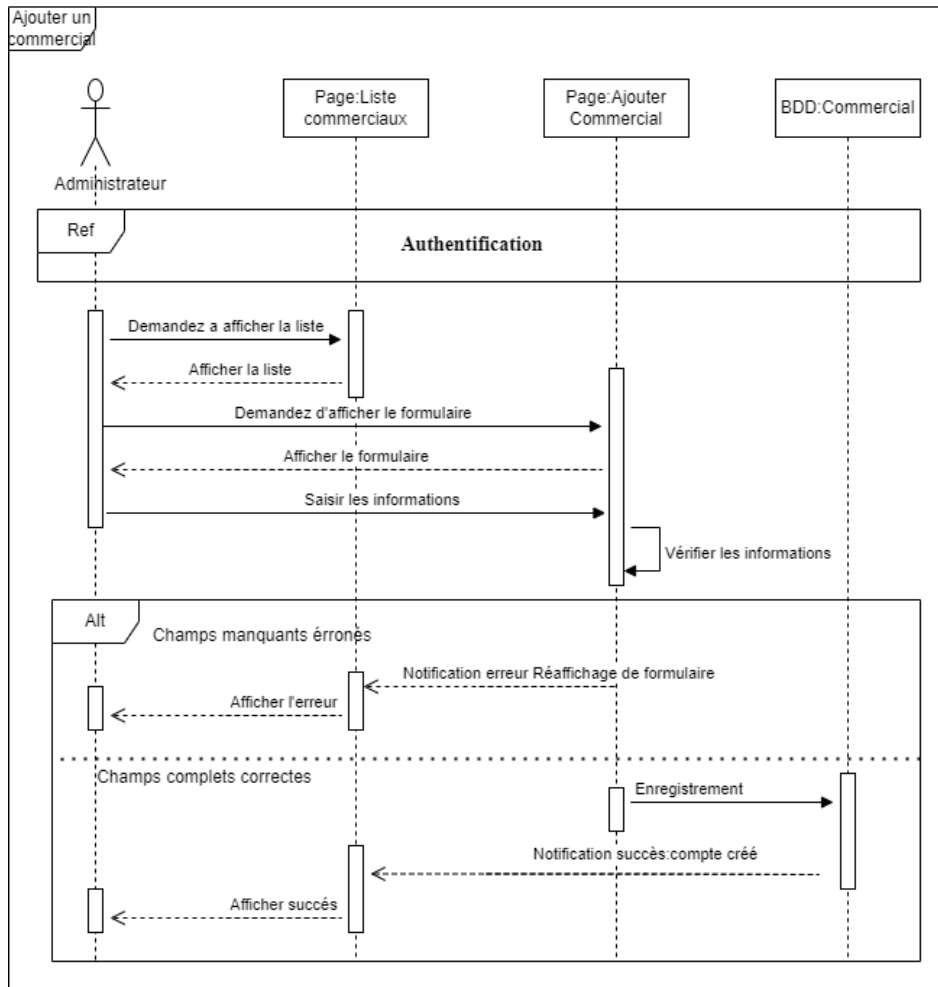 Ajouter un
commercial
Page:Liste
commerciaux
Page:Ajouter
Commercial
BDD:Commercial
Administrateur
Ref
Authentification
Demandez a afficher la liste
Afficher la liste
Demandez d'afficher le formulaire
Afficher le formulaire
Saisir les informations
Vérifier les informations
Alt
Champs manquants érronés
Notification erreur Réaffichage de formulaire
Afficher l'erreur
Champs complets correctes
Enregistrement
Notification succès:compte créé
Afficher succés